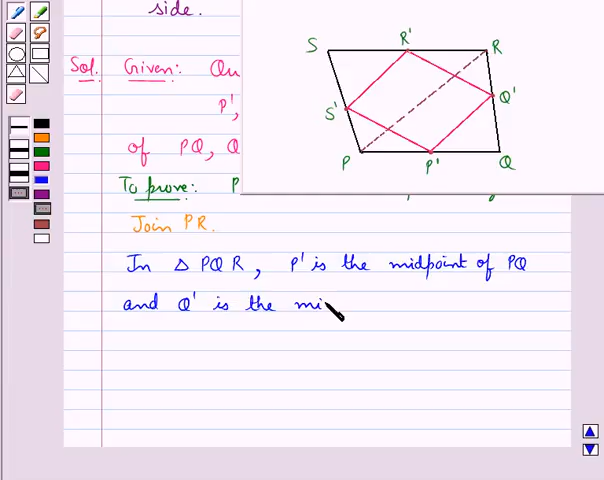 side.
Sol. Given: Qu
P',
of PQ, Q
To prove: P
Join PR.
In △ PQR, P' is the midpoint of PQ
and Q' is the mi
S R' R
S' Q'
P P' Q